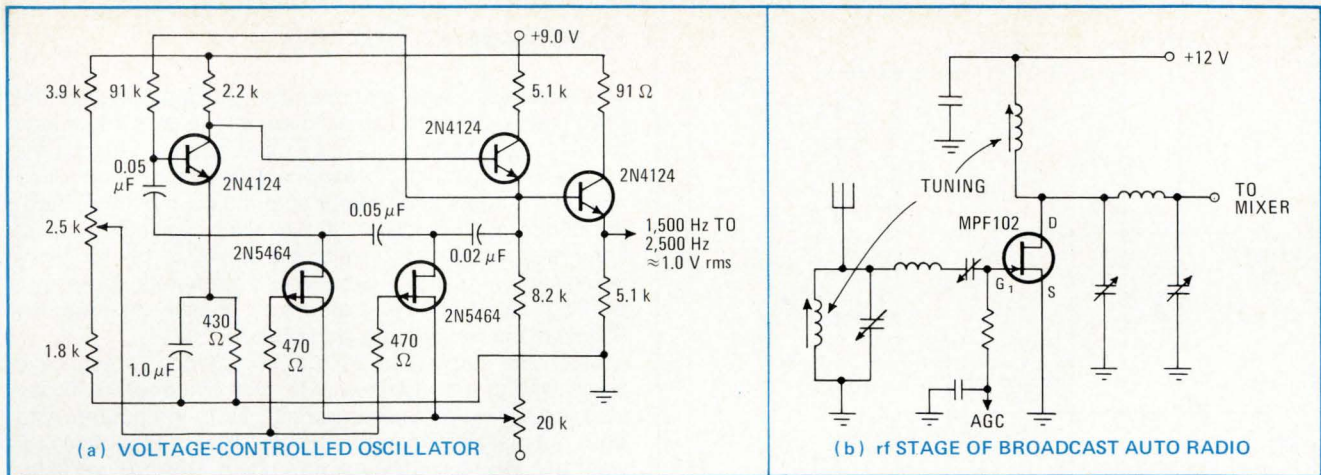 +9.0 V
3.9 k
91 k
2.2 k
5.1 k
91 Ω
2N4124
0.05
μF
2N4124
2N4124
2.5 k
0.05 μF
2N5464
0.02 μF
1,500 Hz TO
2,500 Hz
≈1.0 V rms
2N5464
8.2 k
5.1 k
1.8 k
430
Ω
1.0 μF
470
Ω
470
Ω
20 k
(a) VOLTAGE-CONTROLLED OSCILLATOR
+12 V
TUNING
TO
MIXER
MPF102
D
G1
S
AGC
(b) rf STAGE OF BROADCAST AUTO RADIO